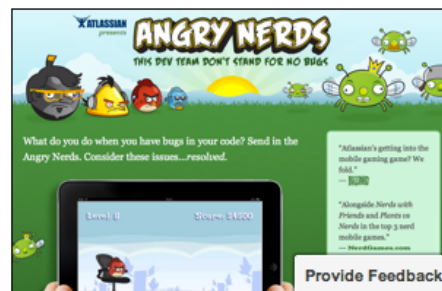 ATLASSIAN
presents
ANGRY NERDS
THIS DEV TEAM DON'T STAND FOR NO BUGS
What do you do when you have bugs in your code? Send in the
Angry Nerds. Consider these issues...resolved.
Level: 11
Score: 24500
"Atlassian's getting into the
mobile gaming game? We
fold."
"Alongside Nerds with
Friends and Plants vs
Nerds in the top 3 nerd
mobile games."
— NerdGames.com
Provide Feedback